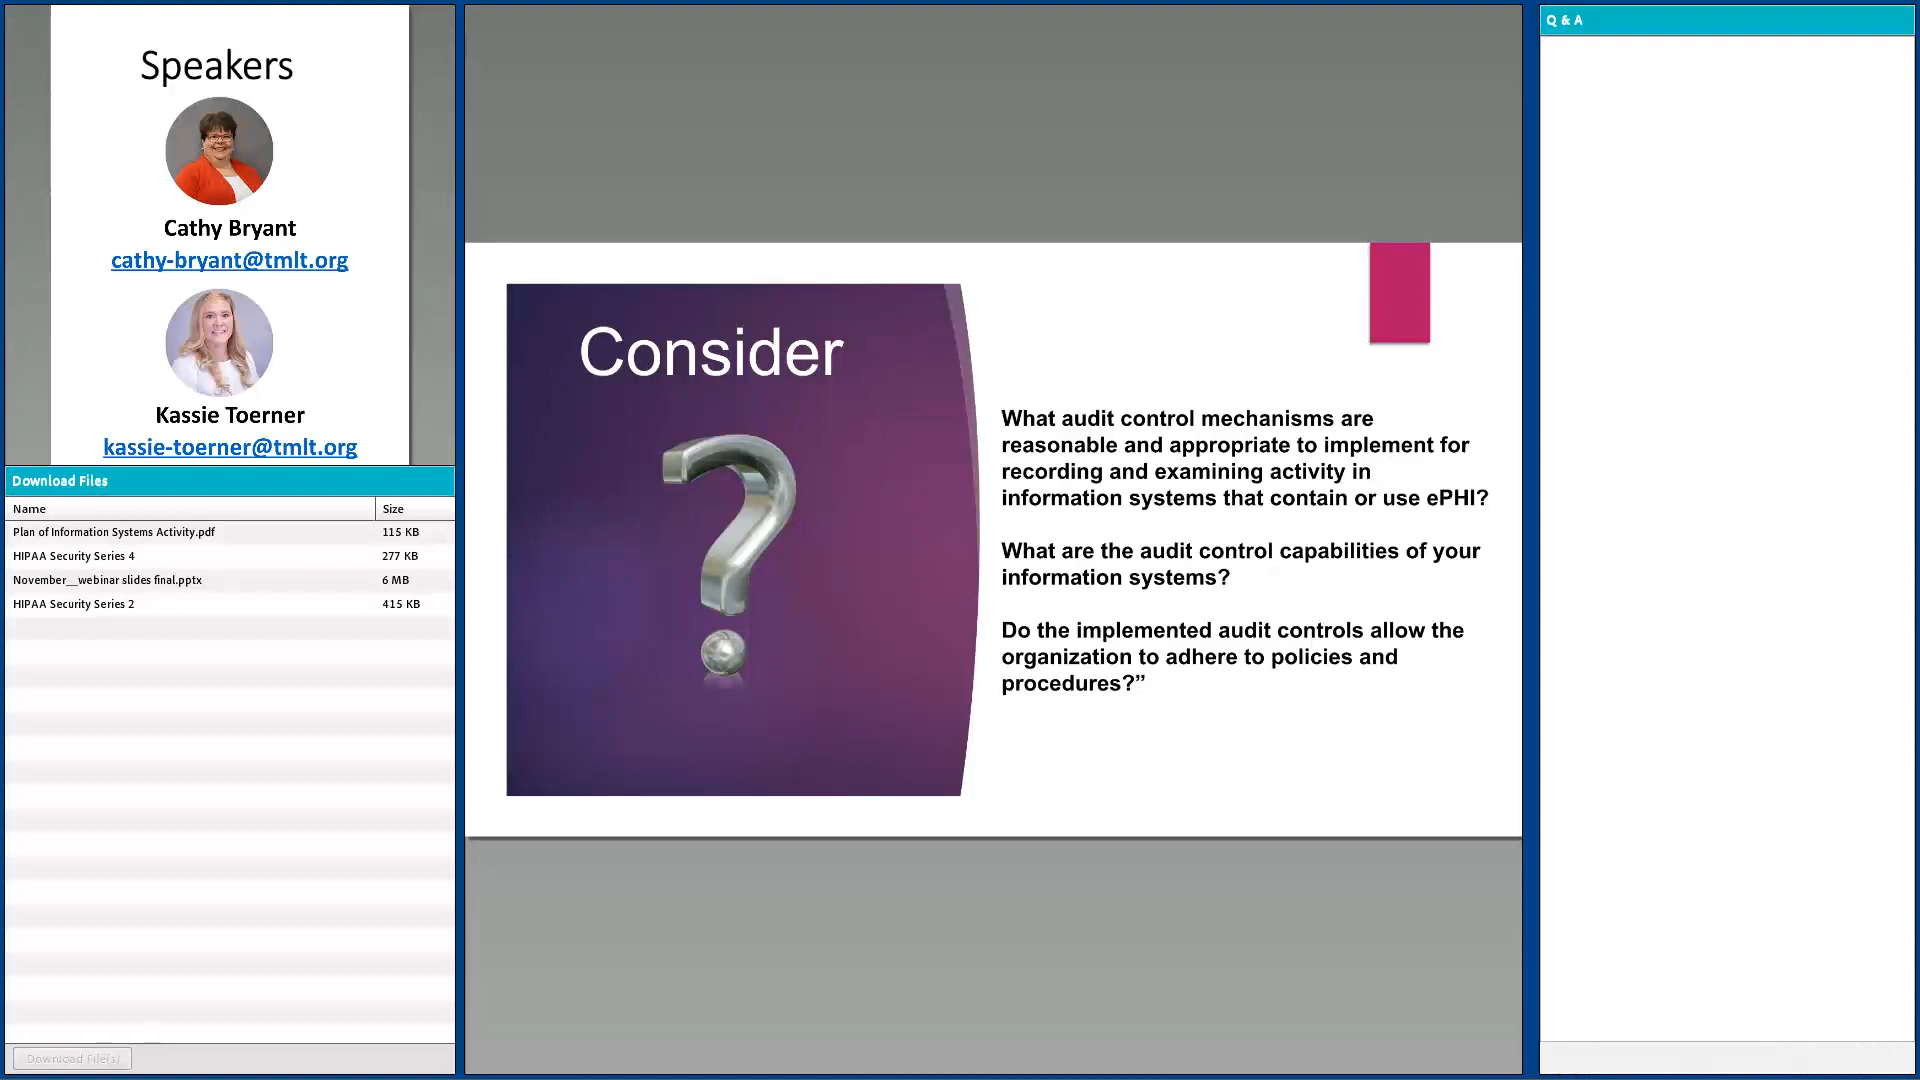 Speakers
Cathy Bryant
cathy-bryant@tmlt.org
Kassie Toerner
kassie-toerner@tmlt.org
Download Files
Name Size
Plan of Information Systems Activity.pdf 115 KB
HIPAA Security Series 4 277 KB
November__webinar slides final.pptx 6 MB
HIPAA Security Series 2 415 KB
Download File(s)
Consider
?
What audit control mechanisms are
reasonable and appropriate to implement for
recording and examining activity in
information systems that contain or use ePHI?
What are the audit control capabilities of your
information systems?
Do the implemented audit controls allow the
organization to adhere to policies and
procedures?”
Q & A